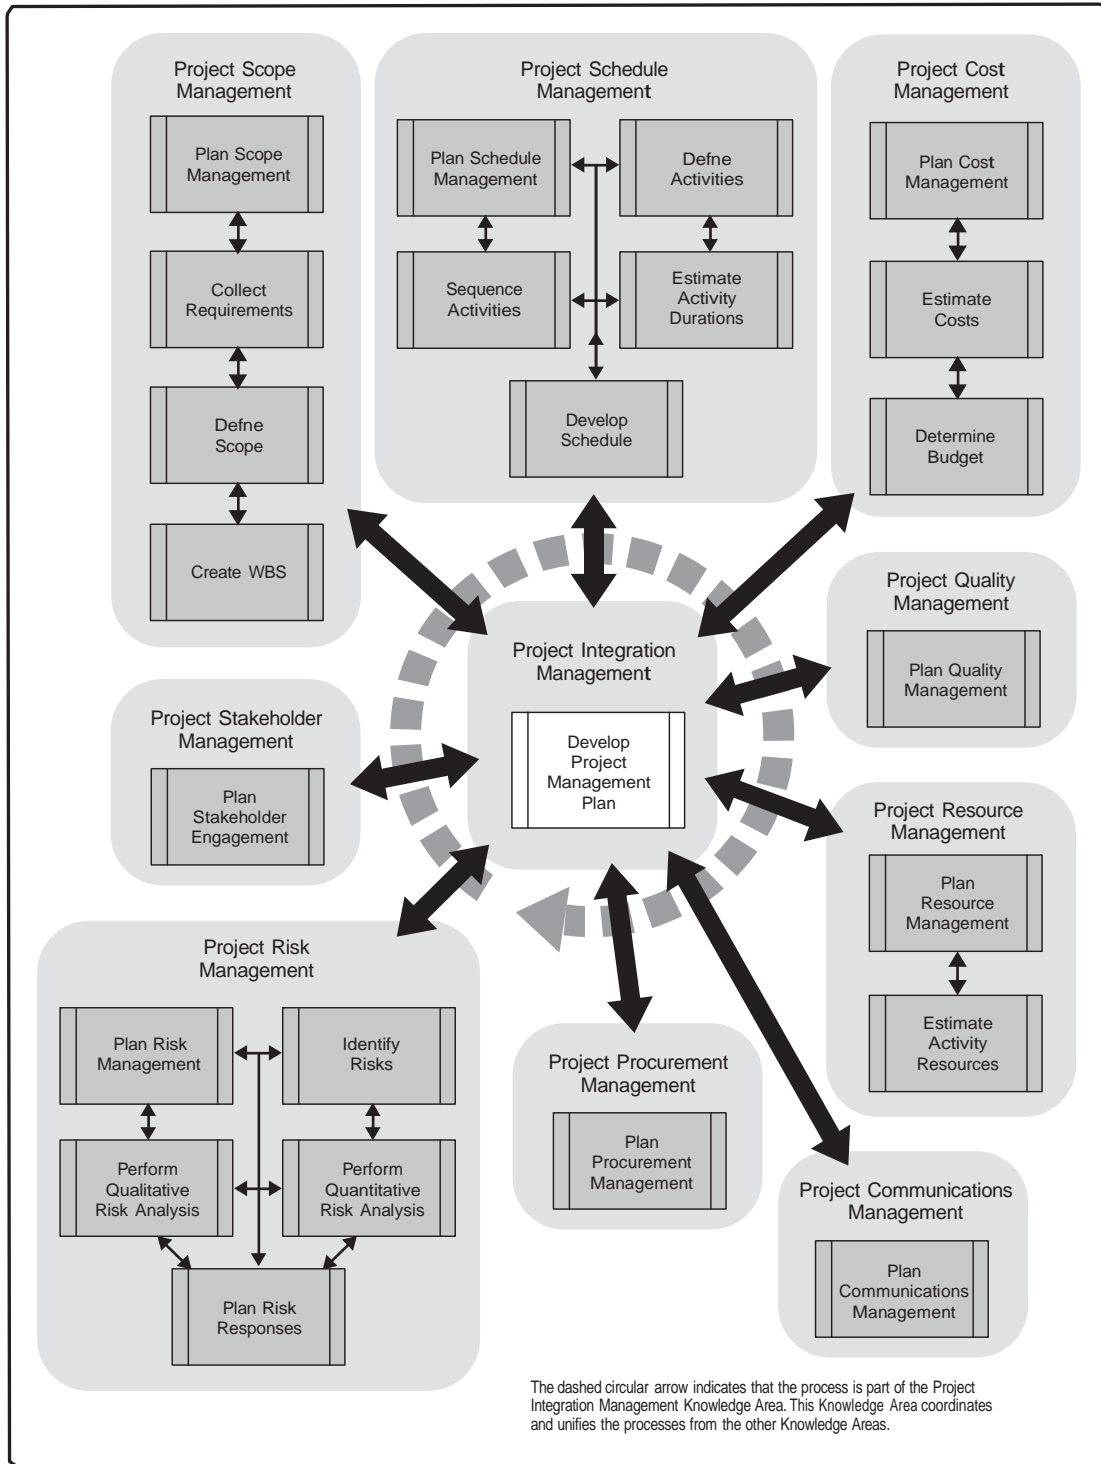 Project Scope
Management
Plan Scope
Management
Collect
Requirements
Defne
Scope
Create WBS
Project Schedule
Management
Plan Schedule
Management
Defne
Activities
Sequence
Activities
Estimate
Activity
Durations
Develop
Schedule
Project Cost
Management
Plan Cost
Management
Estimate
Costs
Determine
Budget
Project Quality
Management
Plan Quality
Management
Project Integration
Management
Develop
Project
Management
Plan
Project Stakeholder
Management
Plan
Stakeholder
Engagement
Project Resource
Management
Plan
Resource
Management
Estimate
Activity
Resources
Project Risk
Management
Plan Risk
Management
Identify
Risks
Perform
Qualitative
Risk Analysis
Perform
Quantitative
Risk Analysis
Plan Risk
Responses
Project Procurement
Management
Plan
Procurement
Management
Project Communications
Management
Plan
Communications
Management
The dashed circular arrow indicates that the process is part of the Project
Integration Management Knowledge Area. This Knowledge Area coordinates
and unifies the processes from the other Knowledge Areas.